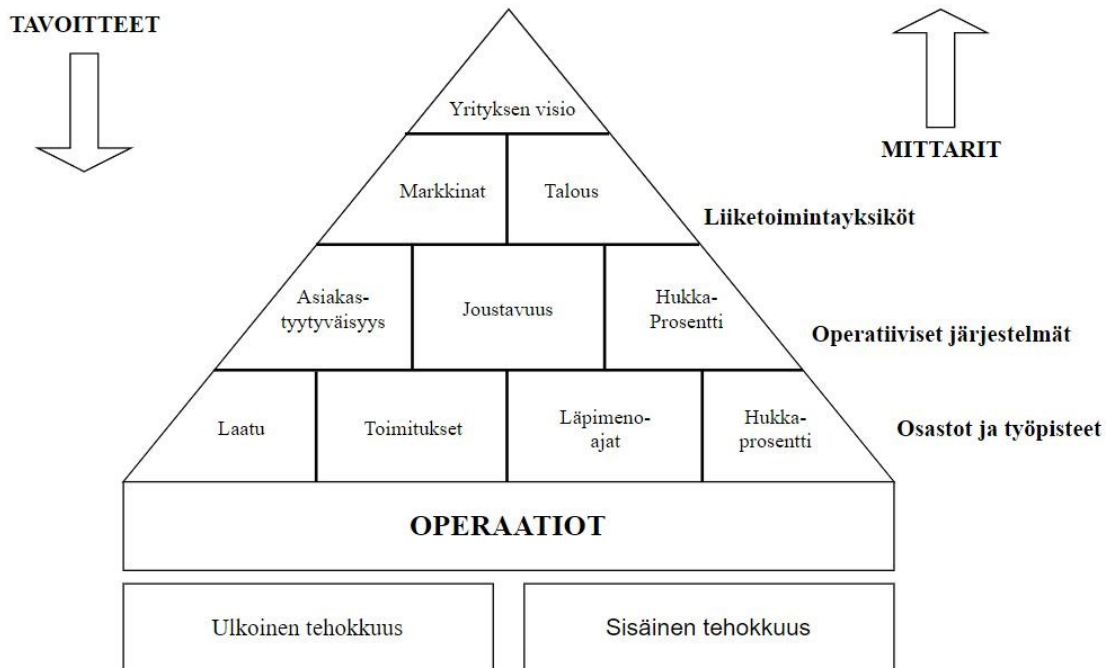 TAVOITTEET
MITTARIT
Yrityksen visio
Markkinat
Talous
Liiketoimintayksiköt
Asiakas-
tyytyväisyys
Joustavuus
Hukka-
Prosentti
Operatiiviset järjestelmät
Laatu
Toimitukset
Läpimeno-
ajat
Hukka-
prosentti
Osastot ja työpisteet
OPERAATIOT
Ulkoinen tehokkuus
Sisäinen tehokkuus